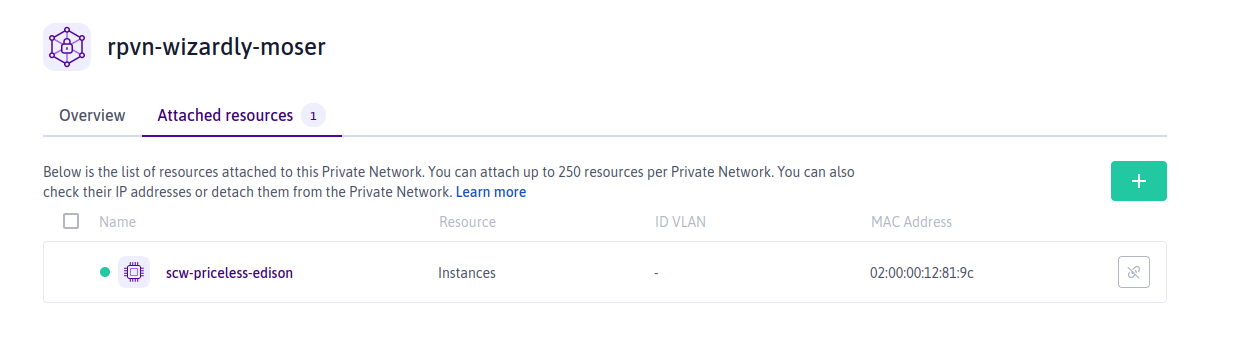 rpvn-wizardly-moser
Overview
Attached resources 1
Below is the list of resources attached to this Private Network. You can attach up to 250 resources per Private Network. You can also
check their IP addresses or detach them from the Private Network. Learn more
Name Resource ID VLAN MAC Address
scw-priceless-edison Instances - 02:00:00:12:81:9c